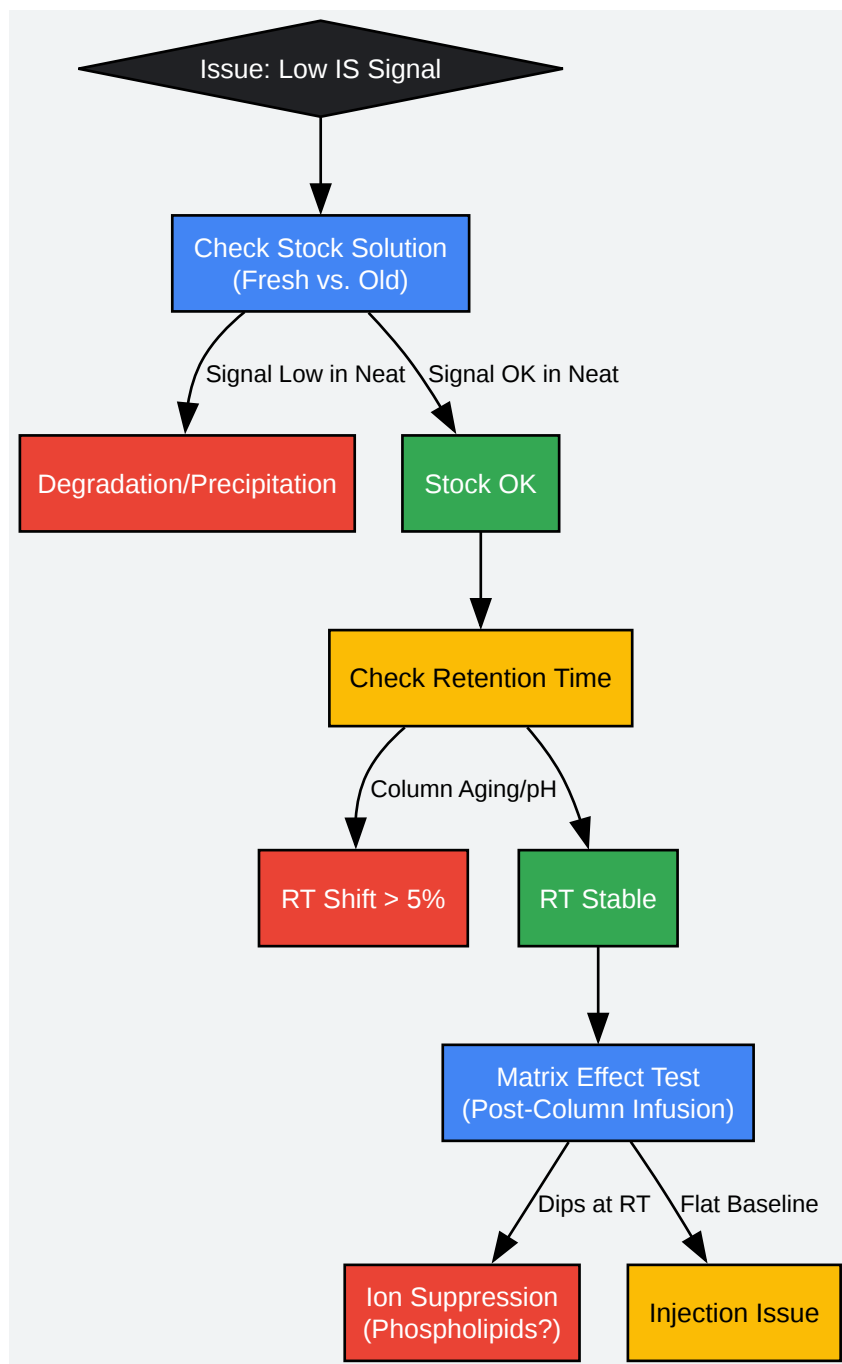 Issue: Low IS Signal
Check Stock Solution
(Fresh vs. Old)
Signal Low in Neat
Signal OK in Neat
Degradation/Precipitation
Stock OK
Check Retention Time
Column Aging/pH
RT Shift > 5%
RT Stable
Matrix Effect Test
(Post-Column Infusion)
Dips at RT
Flat Baseline
Ion Suppression
(Phospholipids?)
Injection Issue